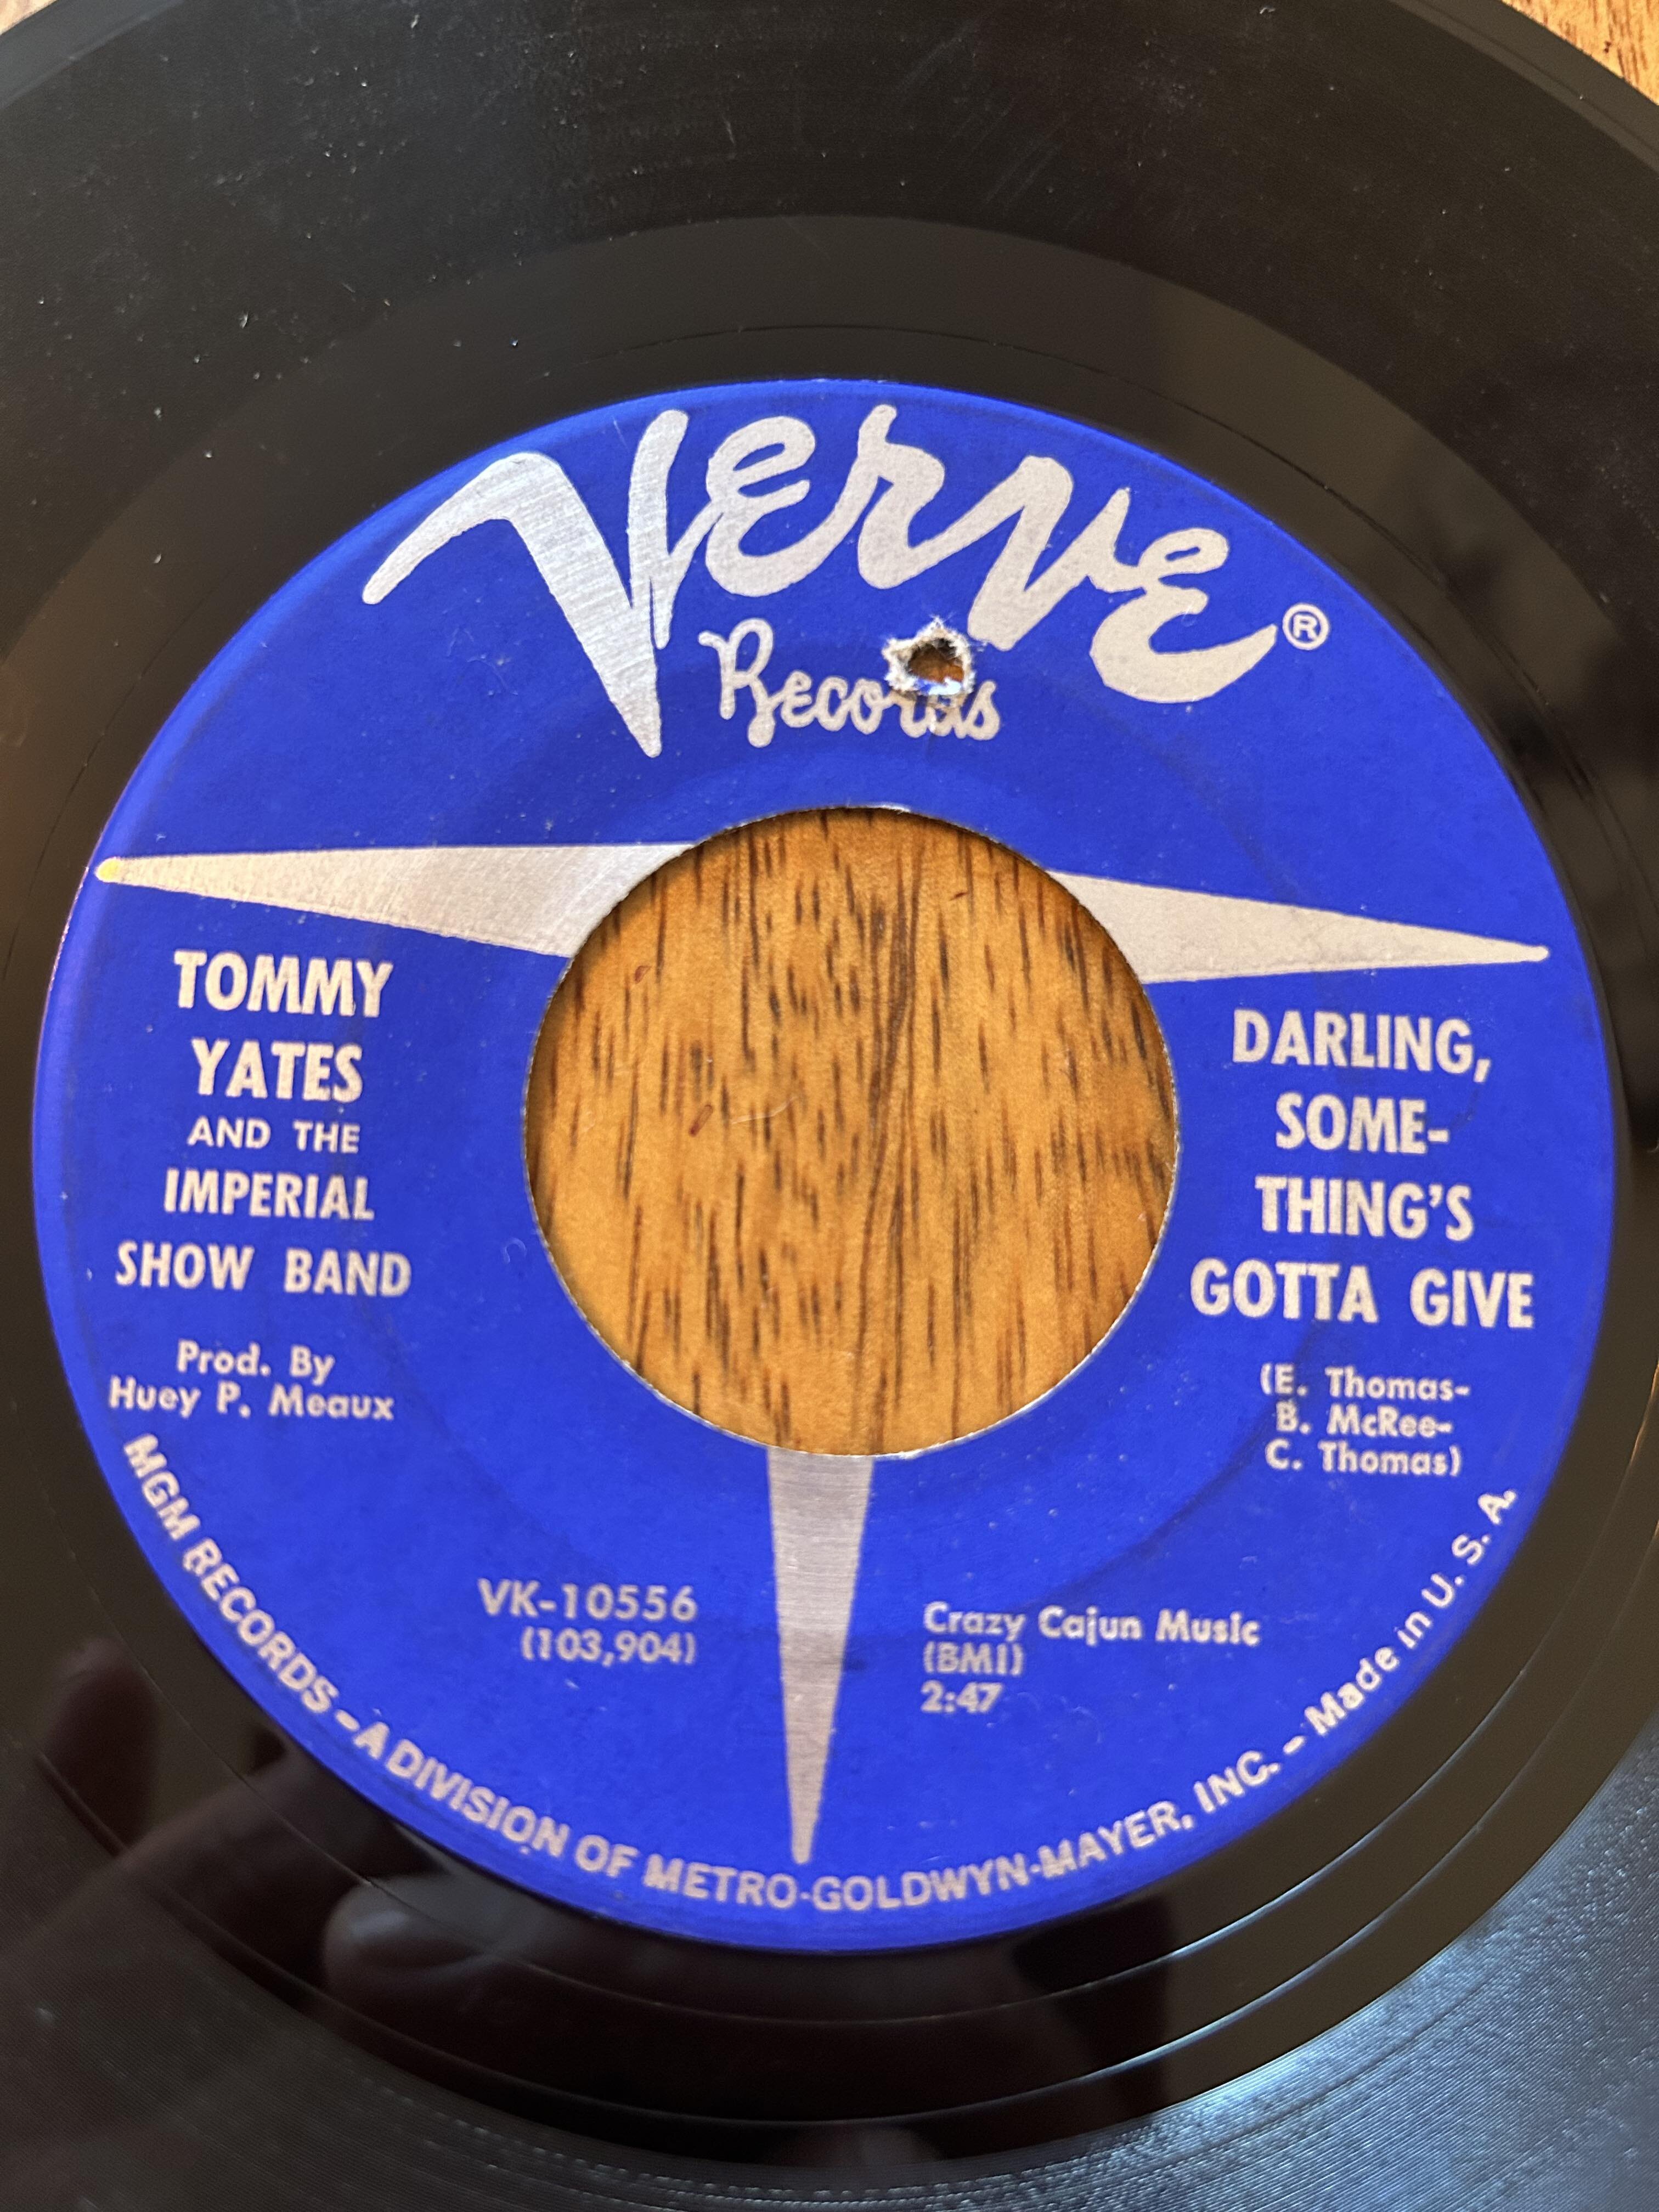 Verve®
Records
TOMMY
YATES
AND THE
IMPERIAL
SHOW BAND
Prod. By
Huey P. Meaux
DARLING,
SOME-
THING'S
GOTTA GIVE
(E. Thomas-
B. McRee-
C. Thomas)
VK-10556
(103,904)
Crazy Cajun Music
(BMI)
2:47
MGM RECORDS - A DIVISION OF METRO-GOLDWYN-MAYER, INC. - Made in U. S. A.